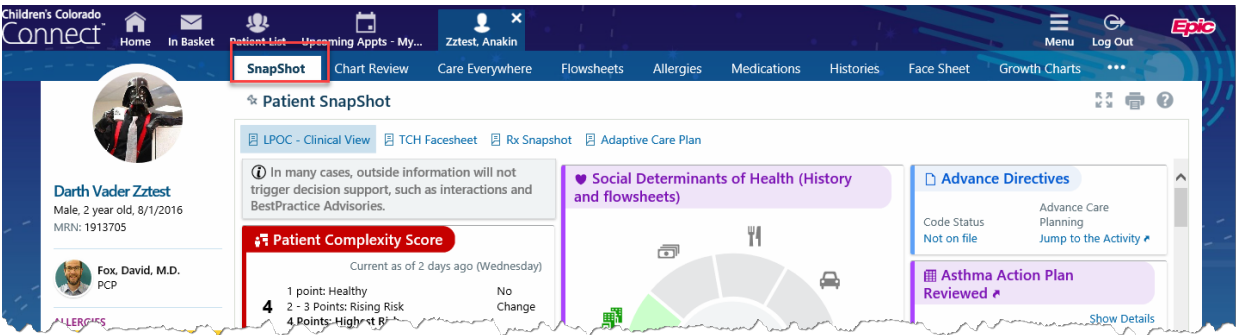 Children's Colorado
Connect
Home
In Basket
Patient List
Upcoming Appts - My...
Zztest, Anakin
Menu
Log Out
Epic
SnapShot
Chart Review
Care Everywhere
Flowsheets
Allergies
Medications
Histories
Face Sheet
Growth Charts
Patient SnapShot
LPOC - Clinical View
TCH Facesheet
Rx Snapshot
Adaptive Care Plan
Darth Vader Zztest
Male, 2 year old, 8/1/2016
MRN: 1913705
Fox, David, M.D.
PCP
ALLERGIES
In many cases, outside information will not
trigger decision support, such as interactions and
BestPractice Advisories.
Patient Complexity Score
Current as of 2 days ago (Wednesday)
4
1 point: Healthy
2 - 3 Points: Rising Risk
4 Points: Highest Risk
No
Change
Social Determinants of Health (History
and flowsheets)
Advance Directives
Code Status
Not on file
Advance Care
Planning
Jump to the Activity
Asthma Action Plan
Reviewed
Show Details